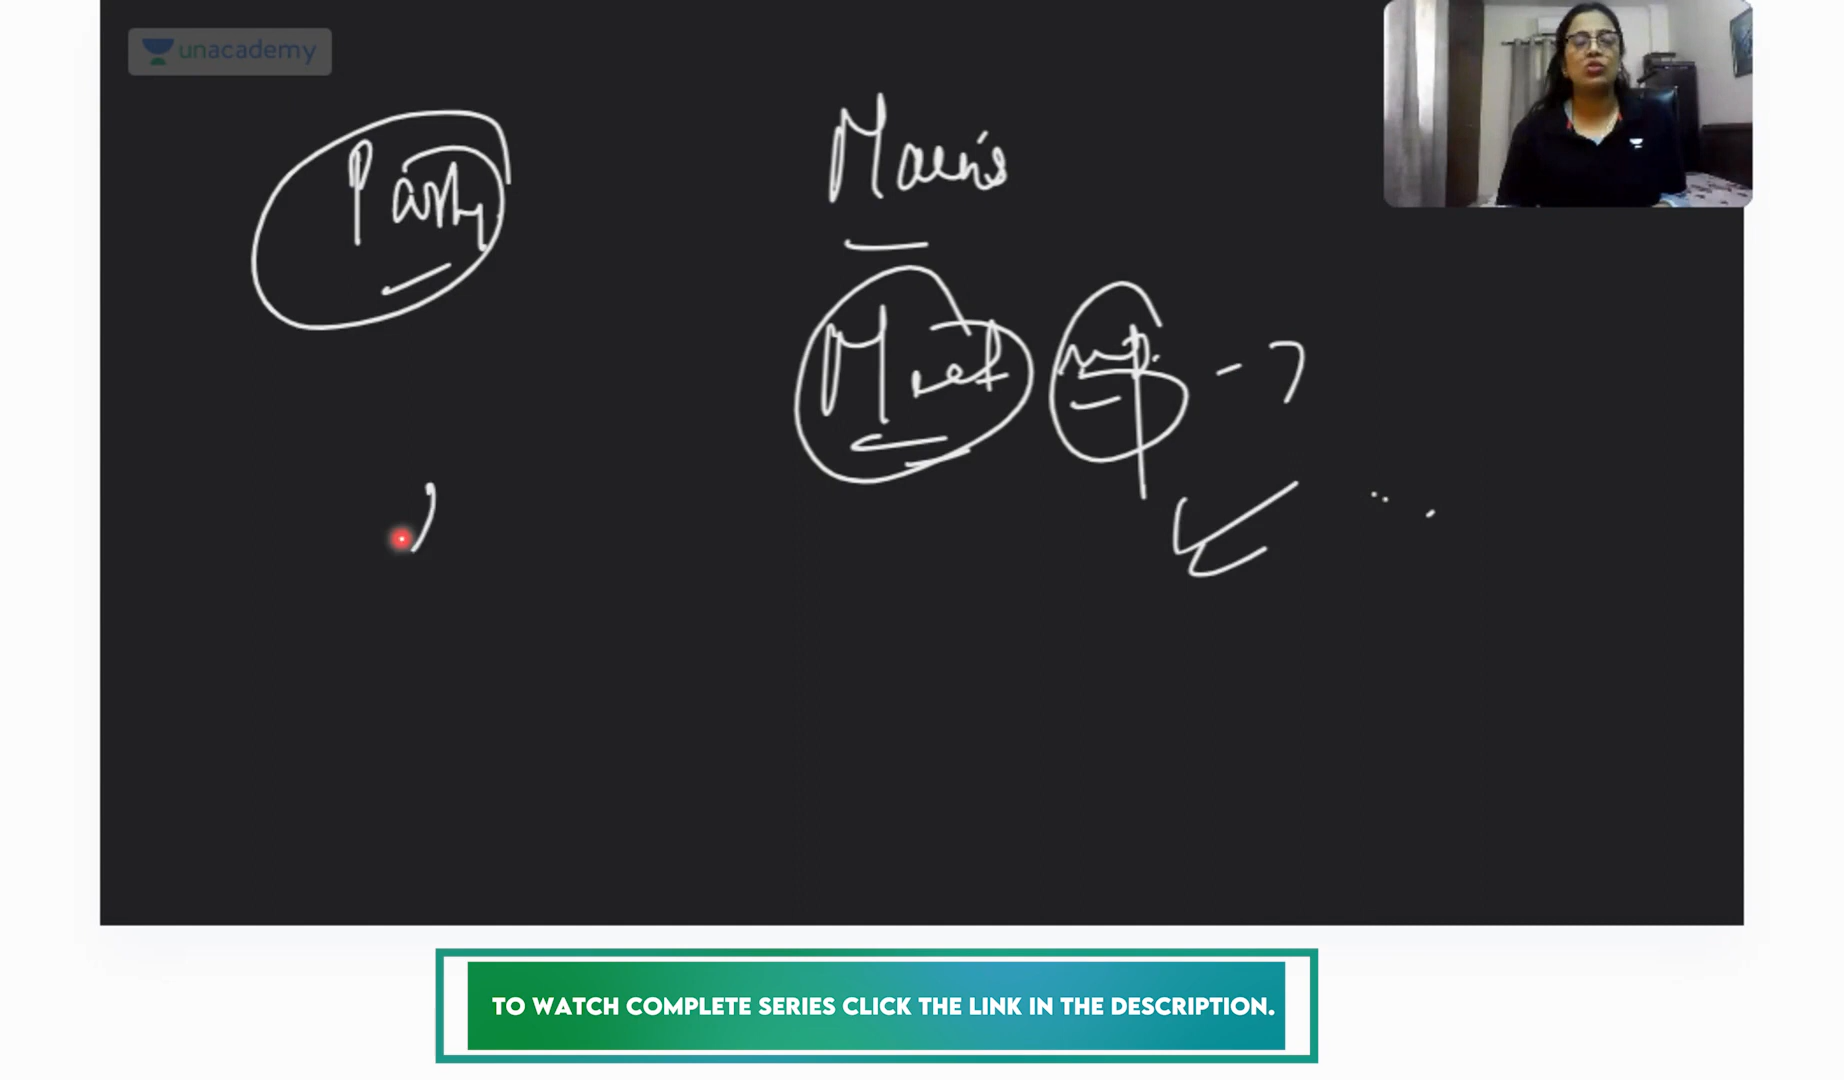 unacademy
Party
Mains
TO WATCH COMPLETE SERIES CLICK THE LINK IN THE DESCRIPTION.